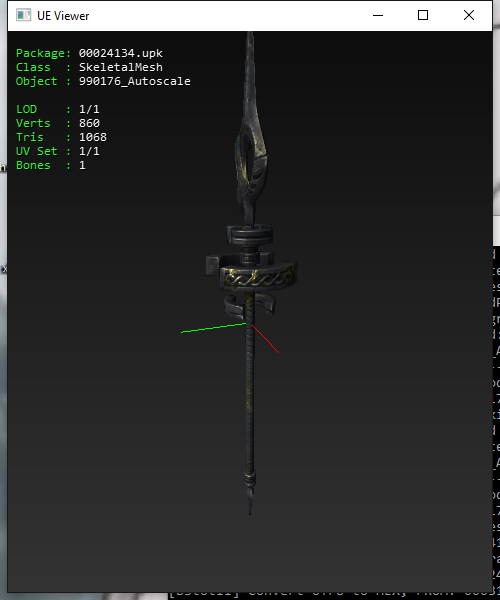 UE Viewer
Package: 00024134.upk
Class : SkeletalMesh
Object : 990176_Autoscale
LOD : 1/1
Verts : 860
Tris : 1068
UV Set : 1/1
Bones : 1